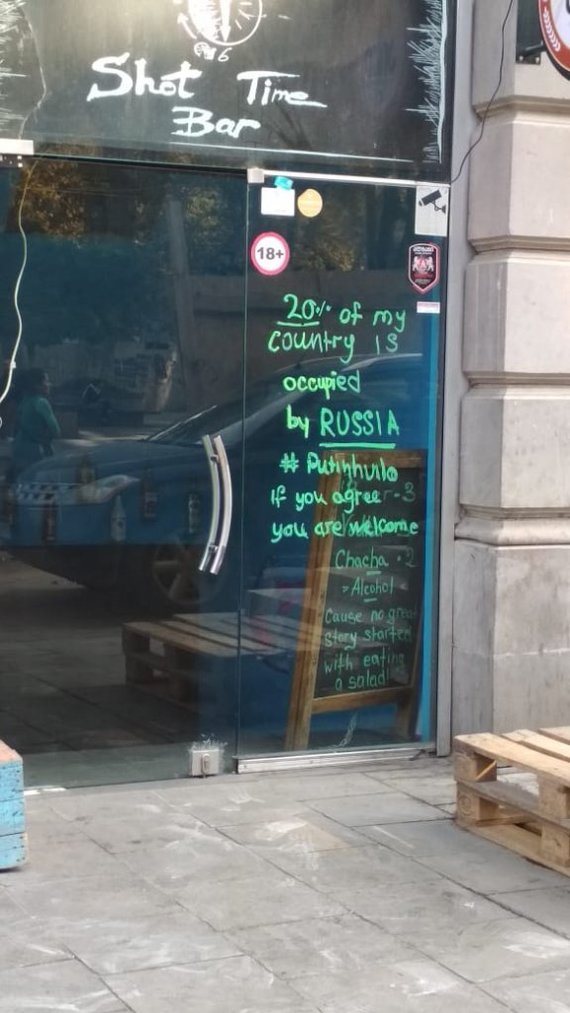 Shot Time
Bar
18+
20% of my
country is
occupied
by RUSSIA
# Putinhuilo
if you agree
you are welcome
Chacha · 2
Alcohol
Cause no great
story started
with eating
a salad!